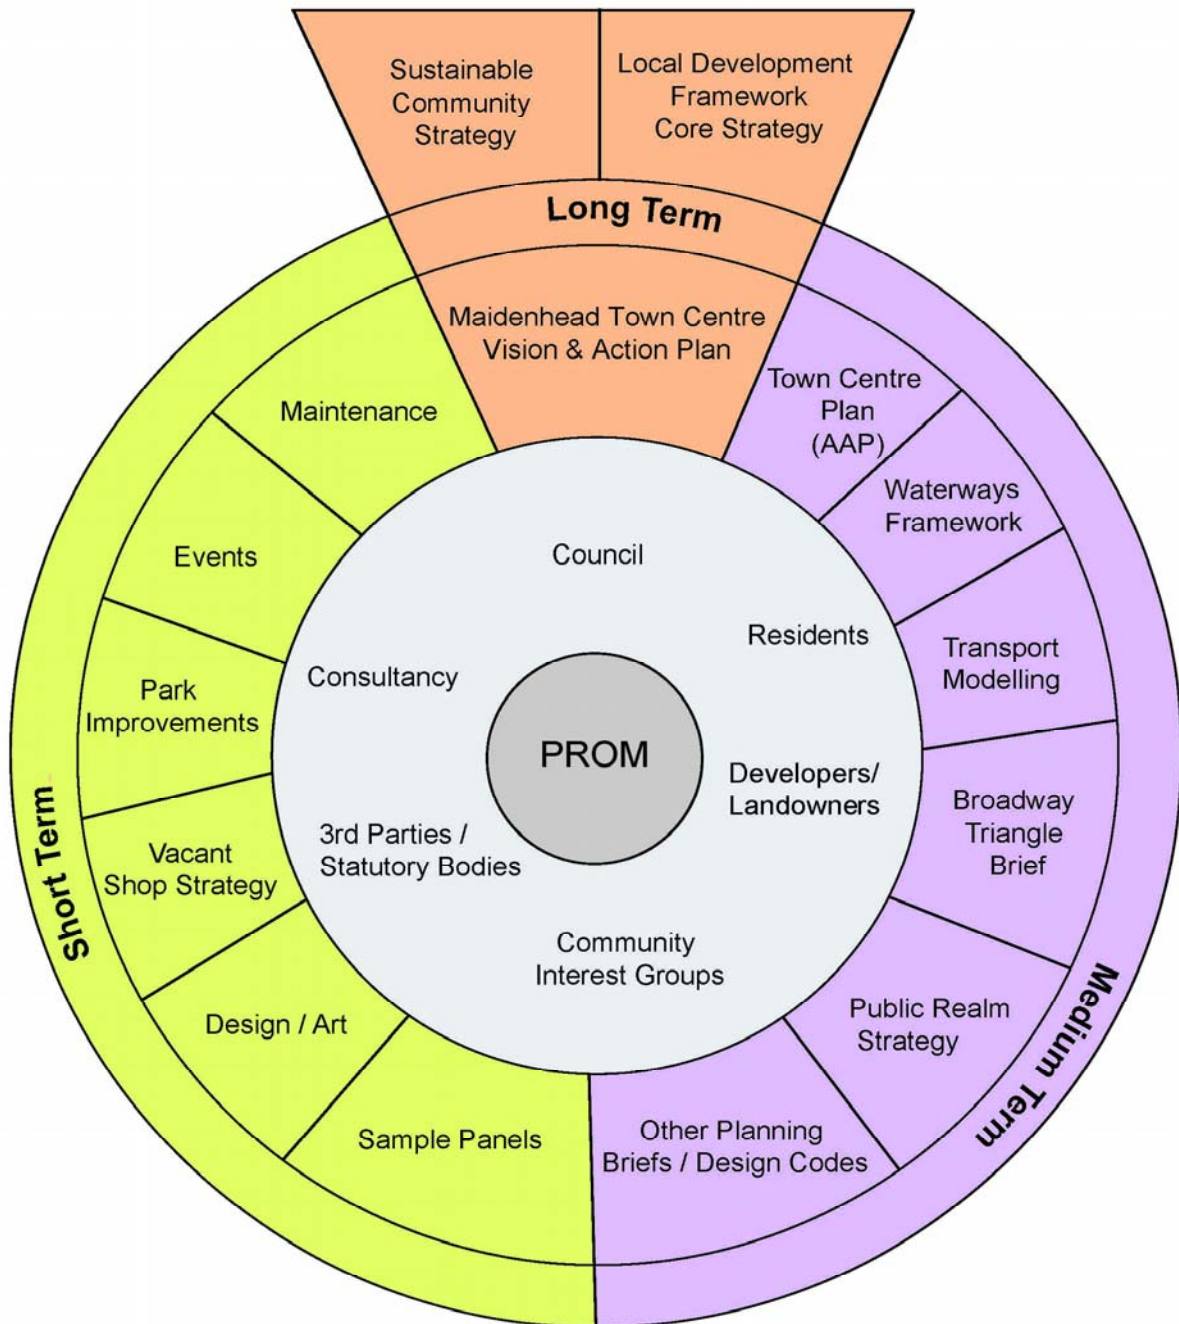 Sustainable
Community
Strategy
Local Development
Framework
Core Strategy
Long Term
Maidenhead Town Centre
Vision & Action Plan
Town Centre
Plan
(AAP)
Waterways
Framework
Transport
Modelling
Broadway
Triangle
Brief
Public Realm
Strategy
Other Planning
Briefs / Design Codes
Medium Term
Sample Panels
Design / Art
Vacant
Shop Strategy
Park
Improvements
Events
Maintenance
Short Term
Council
Residents
Developers/
Landowners
Community
Interest Groups
3rd Parties /
Statutory Bodies
Consultancy
PROM